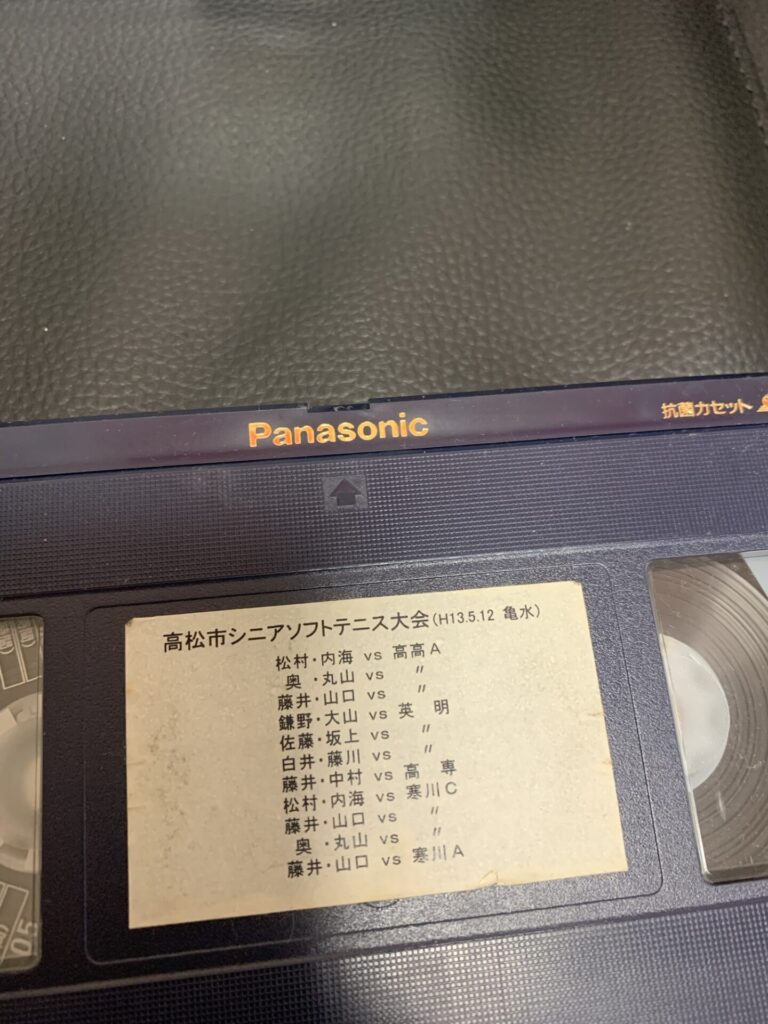 Panasonic
抗菌カセット
高松市シニアソフトテニス大会(H13.5.12 亀水)
松村・内海 vs 高高A
奥 ・丸山 vs 〃
藤井・山口 vs 〃
鎌野・大山 vs 英 明
佐藤・坂上 vs 〃
白井・藤川 vs 〃
藤井・中村 vs 高 専
松村・内海 vs 寒川C
藤井・山口 vs 〃
奥 ・丸山 vs 〃
藤井・山口 vs 寒川A
05